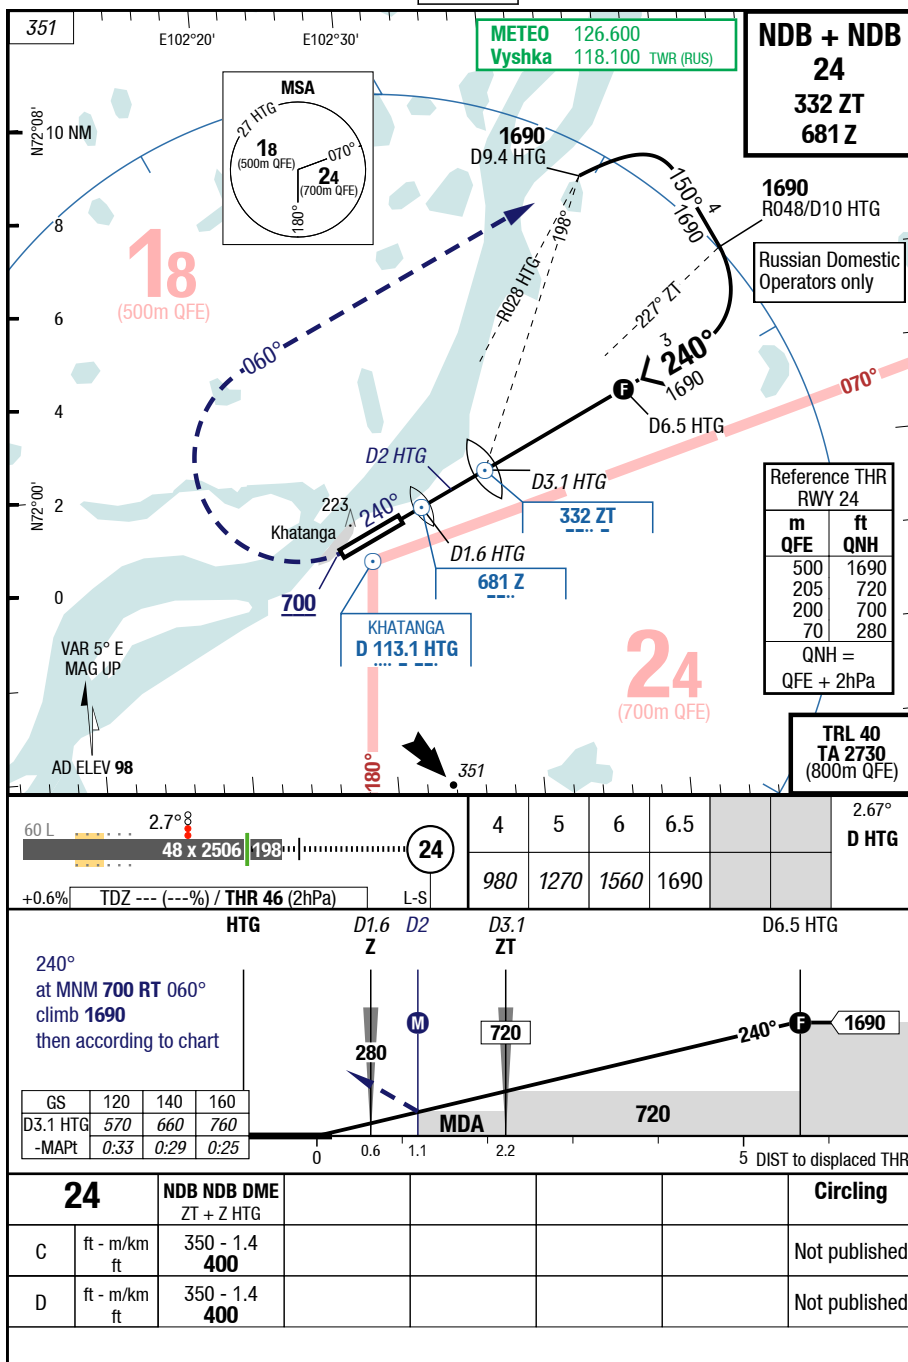 351
E102°20'
E102°30'
METEO 126.600
Vyshka 118.100 TWR (RUS)
NDB + NDB
24
332 ZT
681 Z
N72°08'
10 NM
MSA
27 HTG
18
(500m QFE)
070°
24
(700m QFE)
180°
1690
D9.4 HTG
150° 4
1690
1690
R048/D10 HTG
Russian Domestic
Operators only
8
18
(500m QFE)
198°
R028 HTG
227° ZT
6
060°
3
240°
1690
070°
4
D6.5 HTG
D2 HTG
D3.1 HTG
332 ZT
Reference THR
RWY 24
m ft
QFE QNH
500 1690
205 720
200 700
70 280
QNH =
QFE + 2hPa
N72°00'
2
223
240°
Khatanga
D1.6 HTG
681 Z
0
700
KHATANGA
D 113.1 HTG
VAR 5° E
MAG UP
24
(700m QFE)
AD ELEV 98
180°
351
TRL 40
TA 2730
(800m QFE)
60 L
2.7°
48 x 2506 198
24
+0.6%
TDZ --- (---%) / THR 46 (2hPa)
L-S
4 5 6 6.5
980 1270 1560 1690
2.67°
D HTG
HTG
D1.6
Z
D2
D3.1
ZT
D6.5 HTG
240°
at MNM 700 RT 060°
climb 1690
then according to chart
M
720
240°
F
1690
280
MDA
720
GS 120 140 160
D3.1 HTG 570 660 760
-MAPt 0:33 0:29 0:25
0 0.6 1.1 2.2 5 DIST to displaced THR
24
NDB NDB DME
ZT + Z HTG
Circling
C
ft - m/km
ft
350 - 1.4
400
Not published
D
ft - m/km
ft
350 - 1.4
400
Not published
F